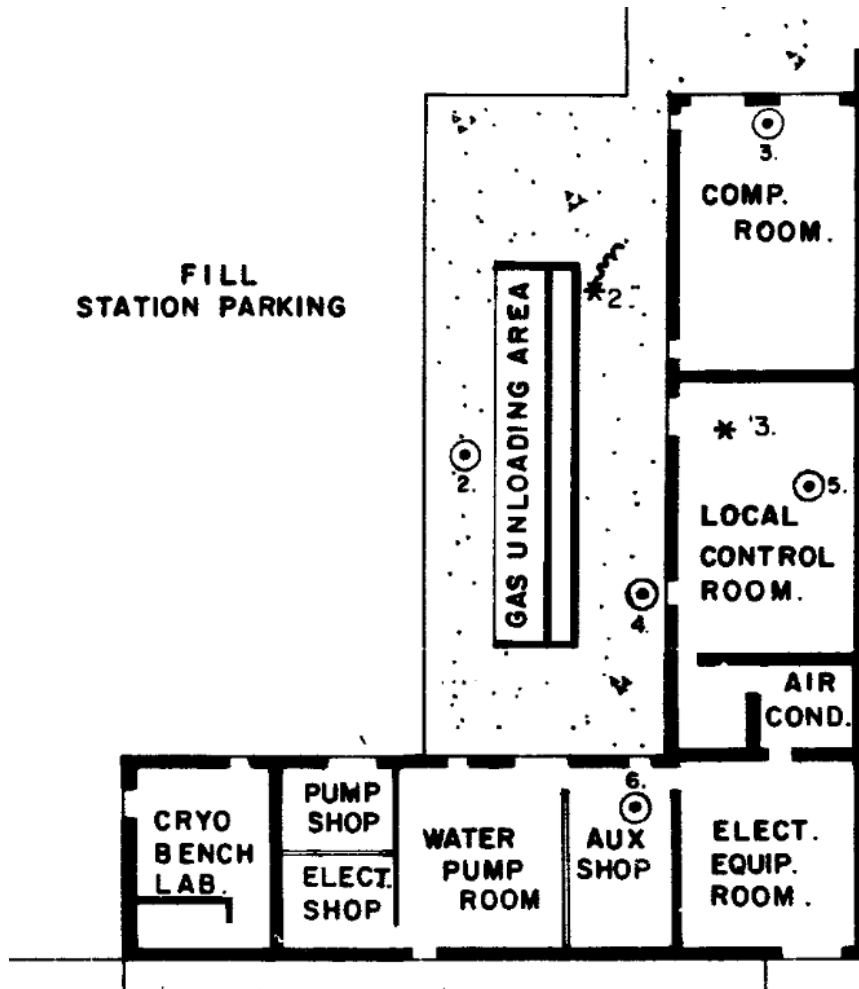 3.
COMP.
ROOM.
FILL
STATION PARKING
*2.
GAS UNLOADING AREA
*3.
2.
5.
LOCAL
CONTROL
ROOM.
4.
AIR
COND.
6.
PUMP
SHOP
CRYO
BENCH
LAB.
ELECT.
SHOP
WATER
PUMP
ROOM
AUX
SHOP
ELECT.
EQUIP.
ROOM.